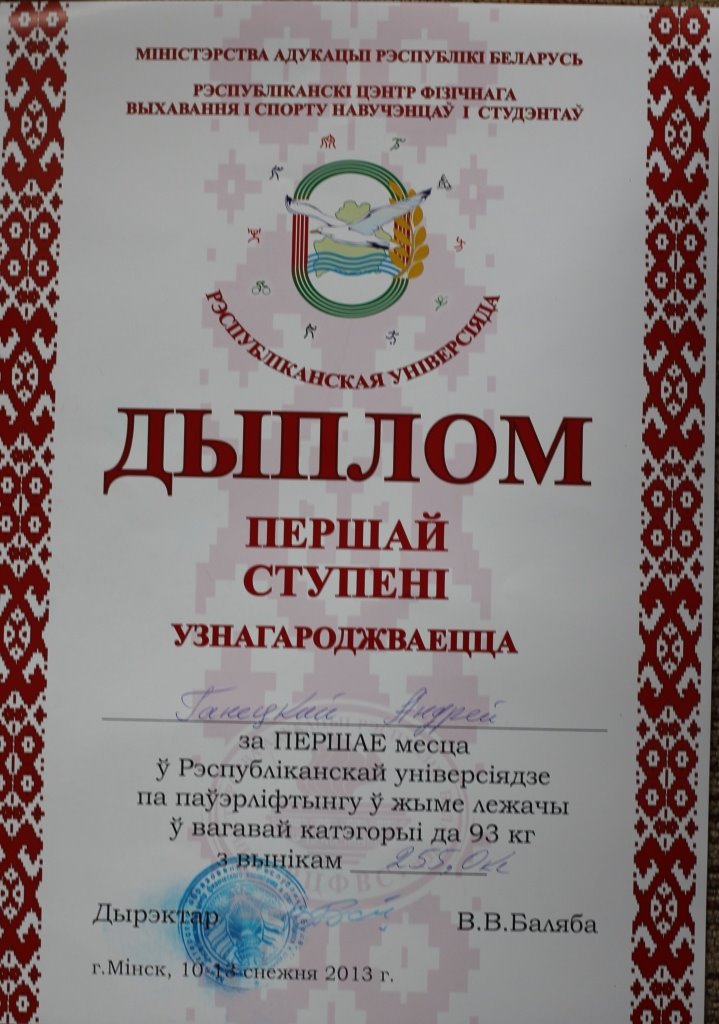 МІНІСТЭРСТВА АДУКАЦЫІ РЭСПУБЛІКІ БЕЛАРУСЬ
РЭСПУБЛІКАНСКІ ЦЭНТР ФІЗІЧНАГА
ВЫХАВАННЯ І СПОРТУ НАВУЧЭНЦАЎ І СТУДЭНТАЎ
РЭСПУБЛІКАНСКАЯ УНІВЕРСІЯДА
ДЫПЛОМ
ПЕРШАЙ
СТУПЕНІ
УЗНАГАРОДЖВАЕЦЦА
Ганецкай Андрей
за ПЕРШАЕ месца
ў Рэспубліканскай універсіядзе
па паўэрліфтынгу ў жыме лежачы
ў вагавай катэгорыі да 93 кг
з вынікам 255.0
Дырэктар В.В.Баляба
г.Мінск, 10-13 снежня 2013 г.